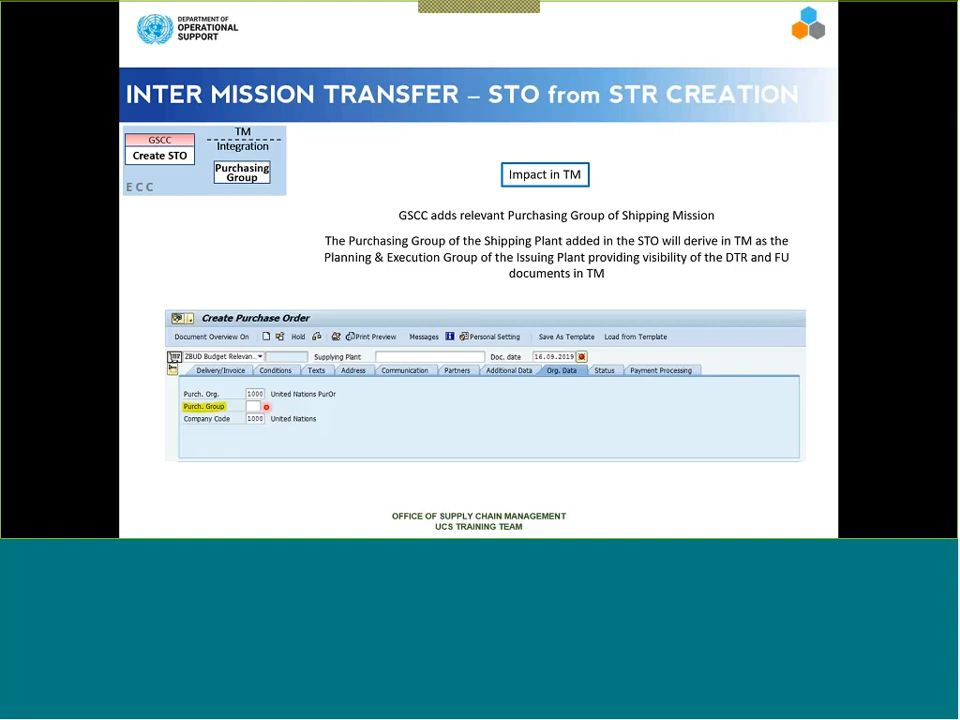 DEPARTMENT OF
OPERATIONAL
SUPPORT
INTER MISSION TRANSFER – STO from STR CREATION
GSCC
Create STO
ECC
TM
Integration
Purchasing
Group
Impact in TM
GSCC adds relevant Purchasing Group of Shipping Mission
The Purchasing Group of the Shipping Plant added in the STO will derive in TM as the
Planning & Execution Group of the Issuing Plant providing visibility of the DTR and FU
documents in TM
Create Purchase Order
Document Overview On Hold Print Preview Messages Personal Setting Save As Template Load from Template
ZBUD Budget Relevan.. Supplying Plant Doc. date 16.09.2019
Delivery/Invoice Conditions Texts Address Communication Partners Additional Data Org. Data Status Payment Processing
Purch. Org. 1000 United Nations PurOr
Purch. Group
Company Code 1000 United Nations
OFFICE OF SUPPLY CHAIN MANAGEMENT
UCS TRAINING TEAM